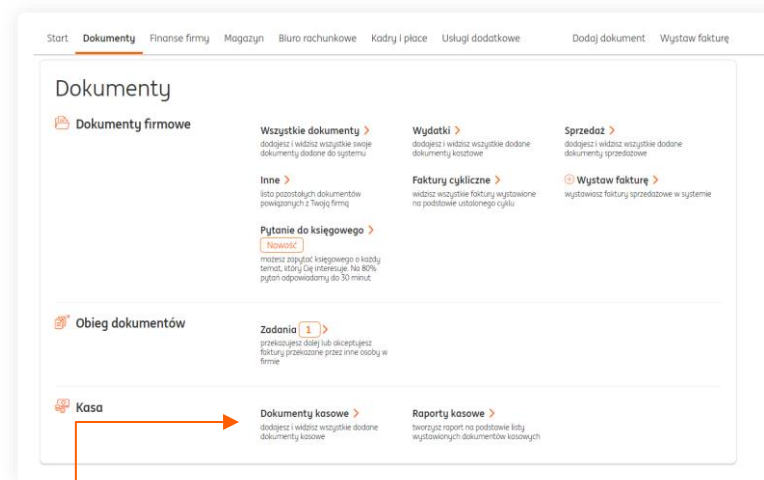 Start Dokumenty Finanse firmy Magazyn Biuro rachunkowe Kadry i płace Usługi dodatkowe Dodaj dokument Wystaw fakturę
Dokumenty
Dokumenty firmowe
Wszystkie dokumenty >
dodajesz i widzisz wszystkie swoje
dokumenty dodane do systemu
Wydatki >
dodajesz i widzisz wszystkie dodane
dokumenty kosztowe
Sprzedaż >
dodajesz i widzisz wszystkie dodane
dokumenty sprzedażowe
Inne >
lista pozostałych dokumentów
powiązanych z Twoją firmą
Faktury cykliczne >
widzisz wszystkie faktury wystawione
na podstawie ustalonego cyklu
Wystaw fakturę >
wystawiasz faktury sprzedażowe w systemie
Pytanie do księgowego >
Nowość
możesz zapytać księgowego o każdy
temat, który Cię interesuje. Na 80%
pytań odpowiadamy do 30 minut
Obieg dokumentów
Zadania 1 >
przekazujesz dalej lub akceptujesz
faktury przekazane przez inne osoby w
firmie
Kasa
Dokumenty kasowe >
dodajesz i widzisz wszystkie dodane
dokumenty kasowe
Raporty kasowe >
tworzysz raport na podstawie listy
wystawionych dokumentów kasowych